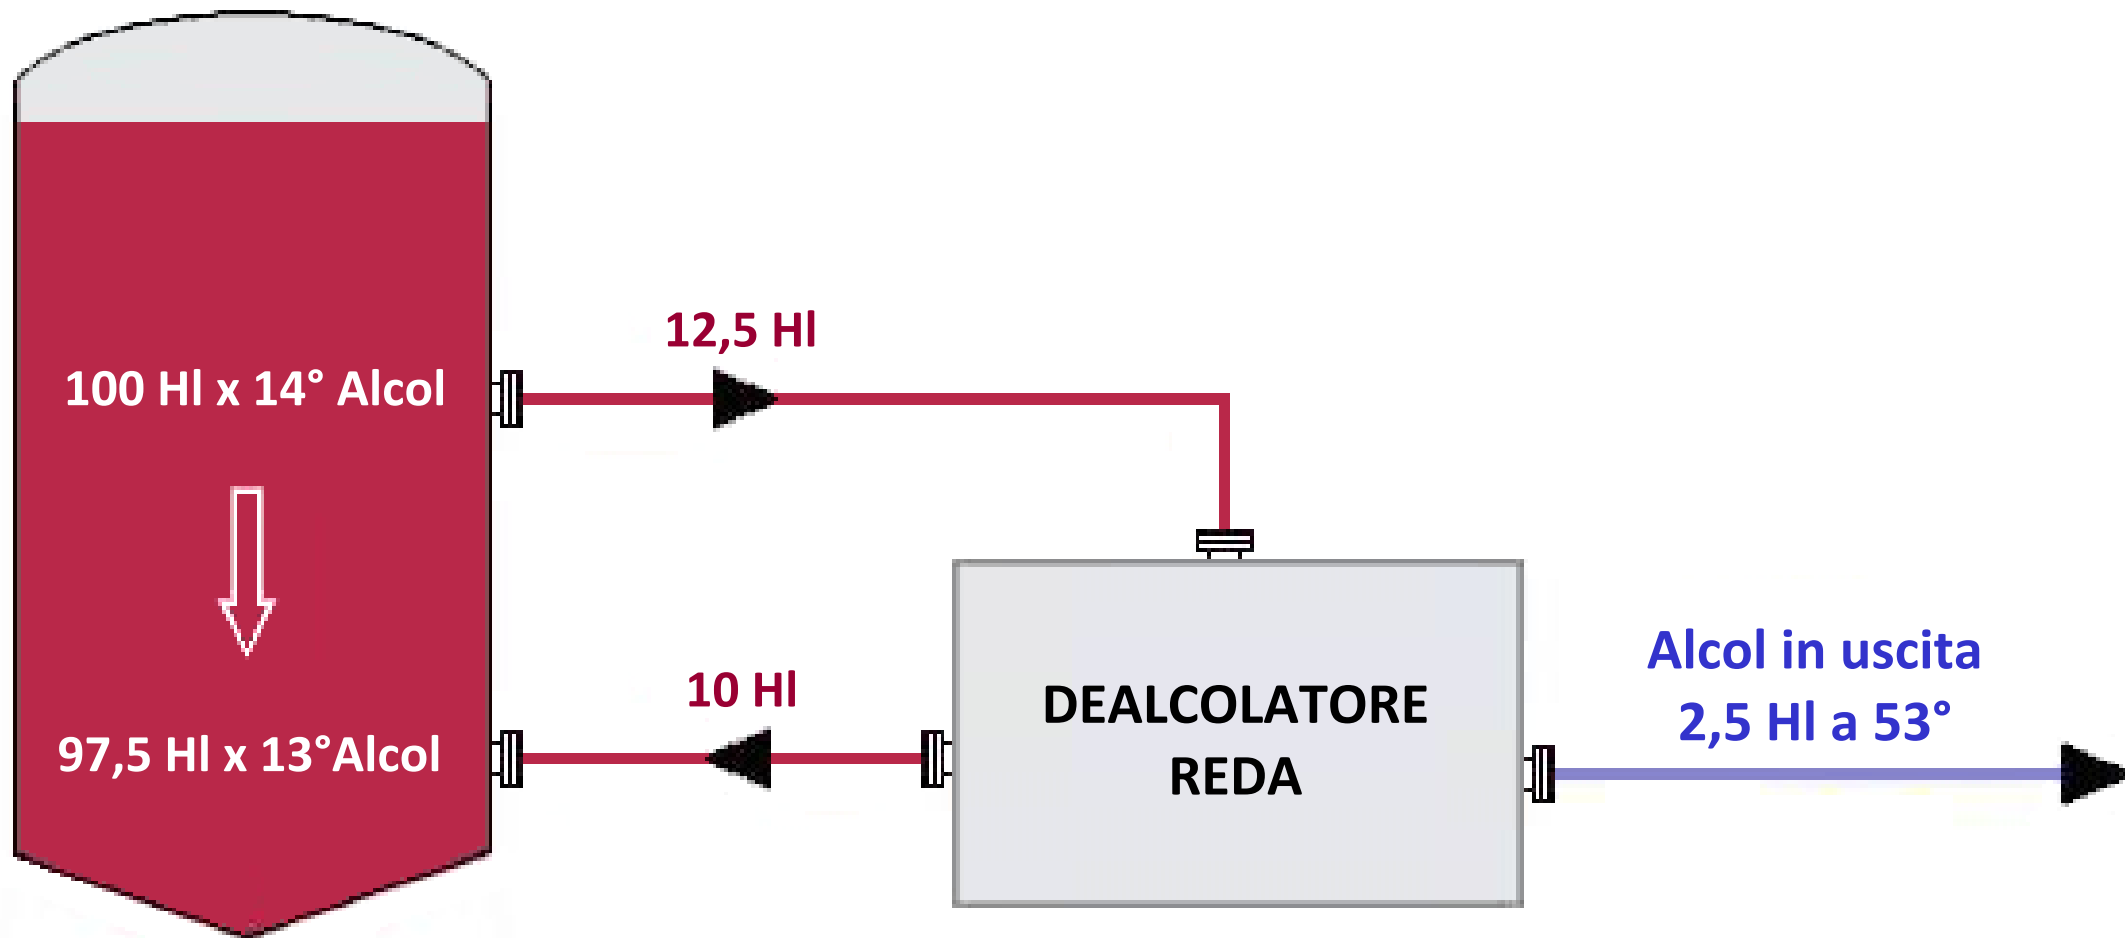 12,5 Hl
100 Hl x 14° Alcol
97,5 Hl x 13°Alcol
10 Hl
DEALCOLATORE
REDA
Alcol in uscita
2,5 Hl a 53°